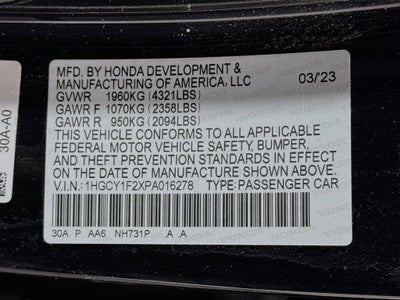 MFD. BY HONDA DEVELOPMENT &
MANUFACTURING OF AMERICA, LLC 03/'23
GVWR 1960KG (4321LBS)
GAWR F 1070KG (2358LBS)
GAWR R 950KG (2094LBS)
THIS VEHICLE CONFORMS TO ALL APPLICABLE
FEDERAL MOTOR VEHICLE SAFETY, BUMPER,
AND THEFT PREVENTION STANDARDS IN EFFECT
ON THE DATE OF MANUFACTURE SHOWN ABOVE.
V.I.N: 1HGCY1F2XPA016278 TYPE: PASSENGER CAR
30A P AA6 NH731P .A .A
30A-A0